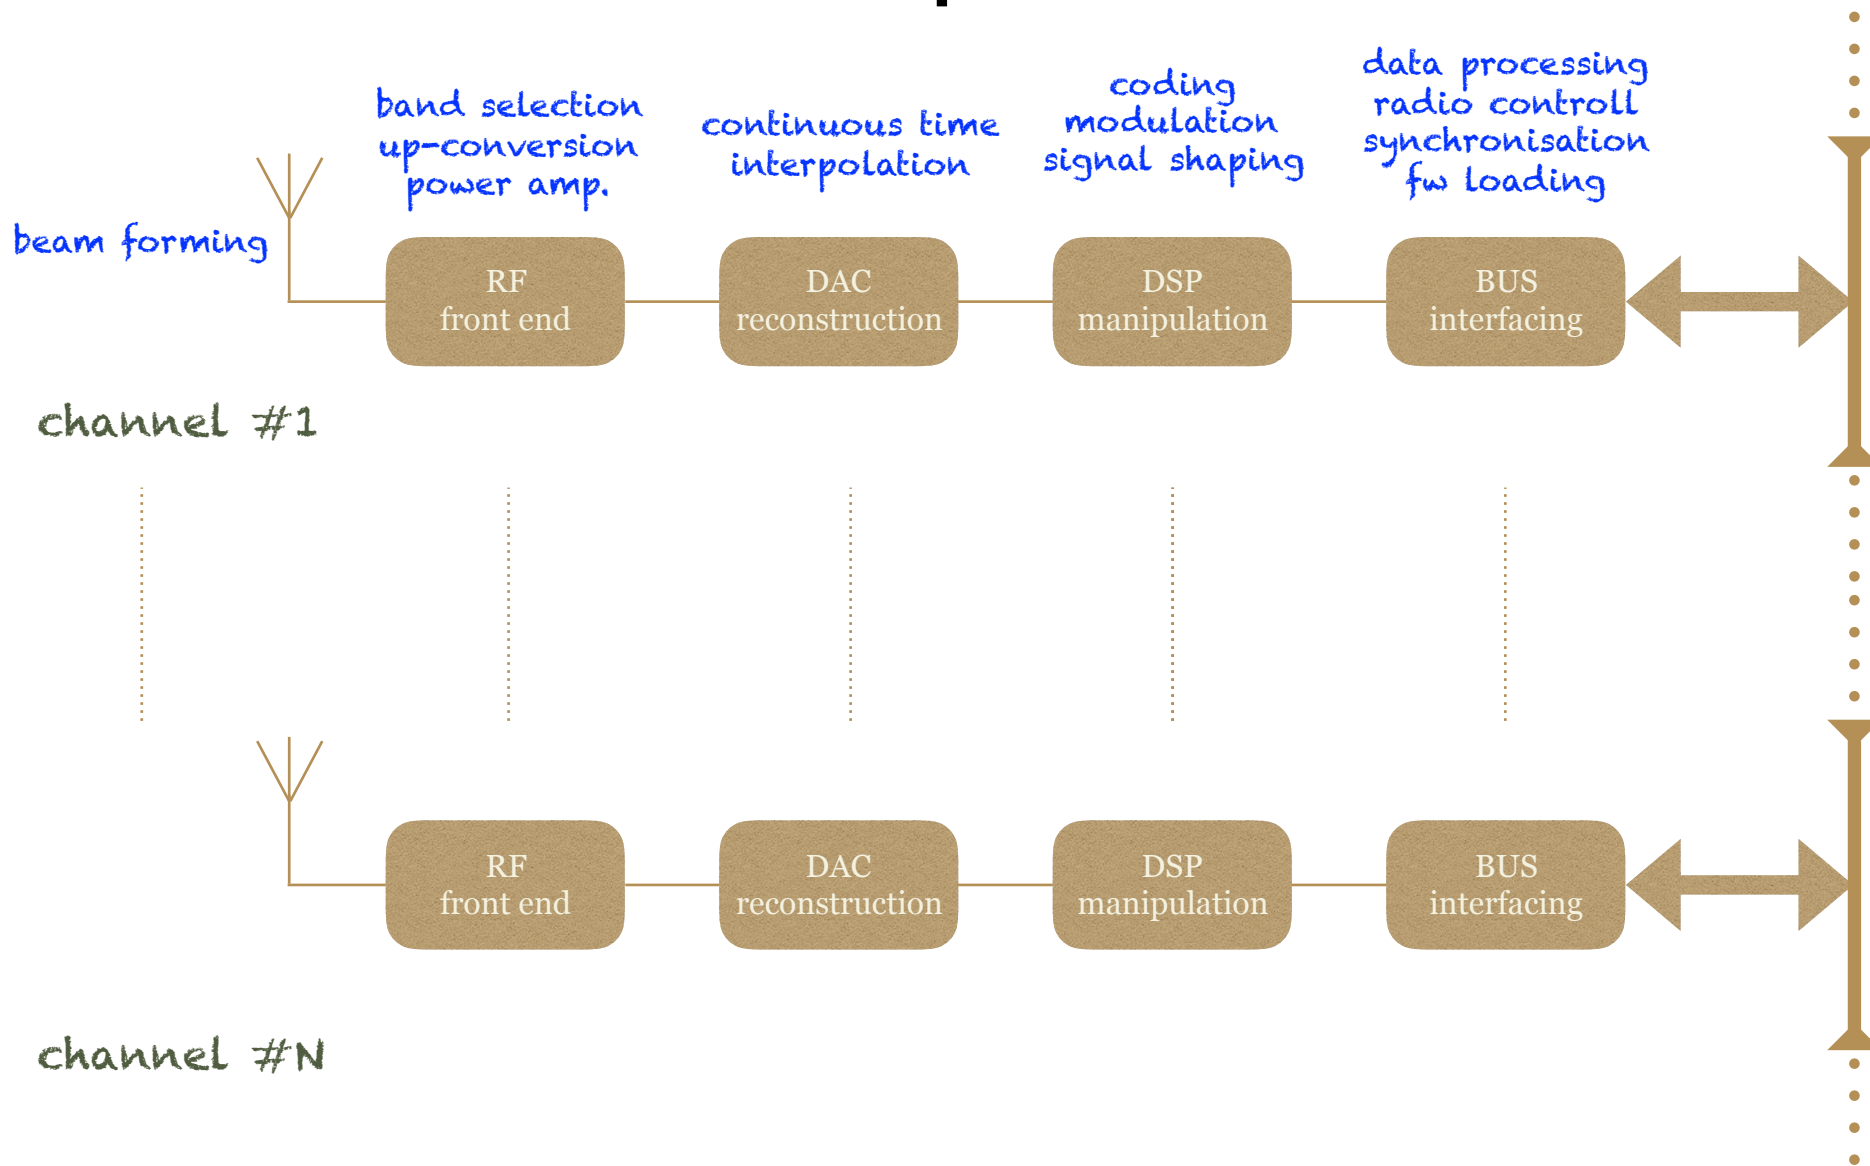 band selection
up-conversion
power amp.
continuous time
interpolation
coding
modulation
signal shaping
data processing
radio controll
synchronisation
fw loading
beam forming
RF
front end
DAC
reconstruction
DSP
manipulation
BUS
interfacing
channel #1
RF
front end
DAC
reconstruction
DSP
manipulation
BUS
interfacing
channel #N